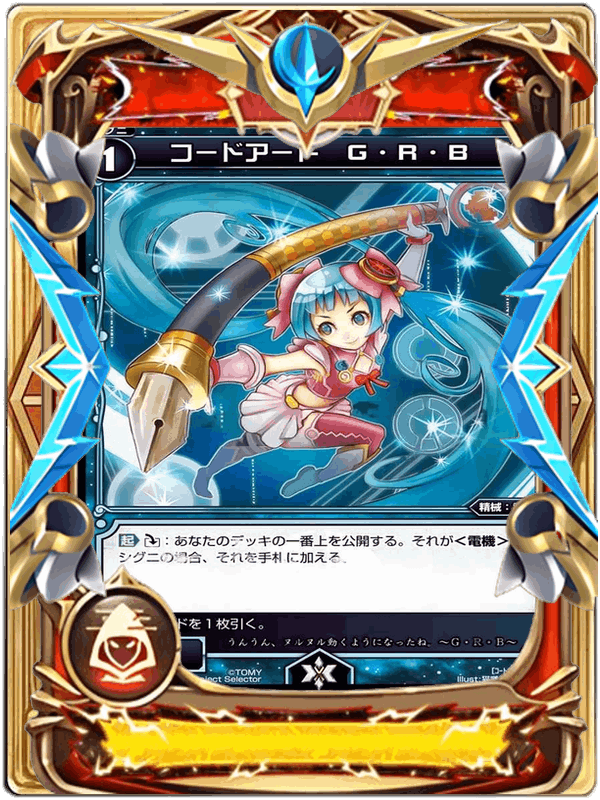 1 コードアート G・R・B
精械:
起 : あなたのデッキの一番上を公開する。それが<電機>
シグニの場合、それを手札に加える。
ドを1枚引く。
うんうん、ヌルヌル動くようになったね。～G・R・B～
©TOMY
oject Selector
Illust: